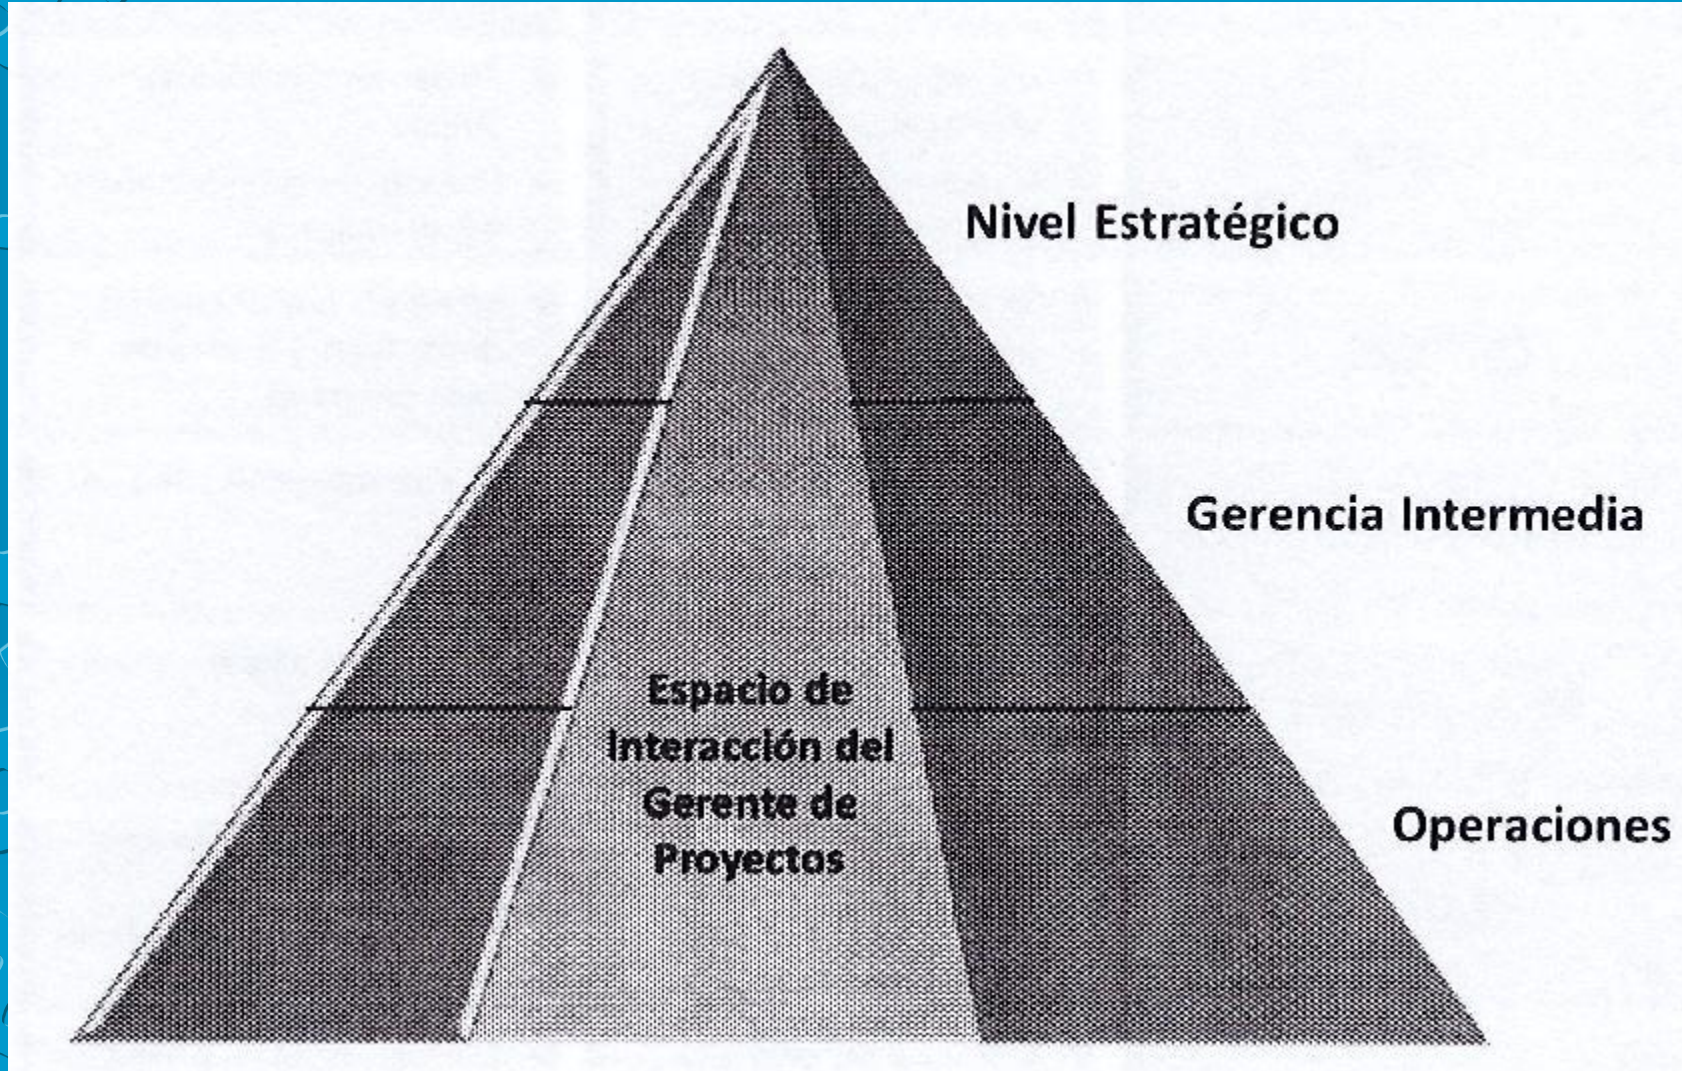 Nivel Estratégico
Gerencia Intermedia
Espacio de
Interacción del
Gerente de
Proyectos
Operaciones